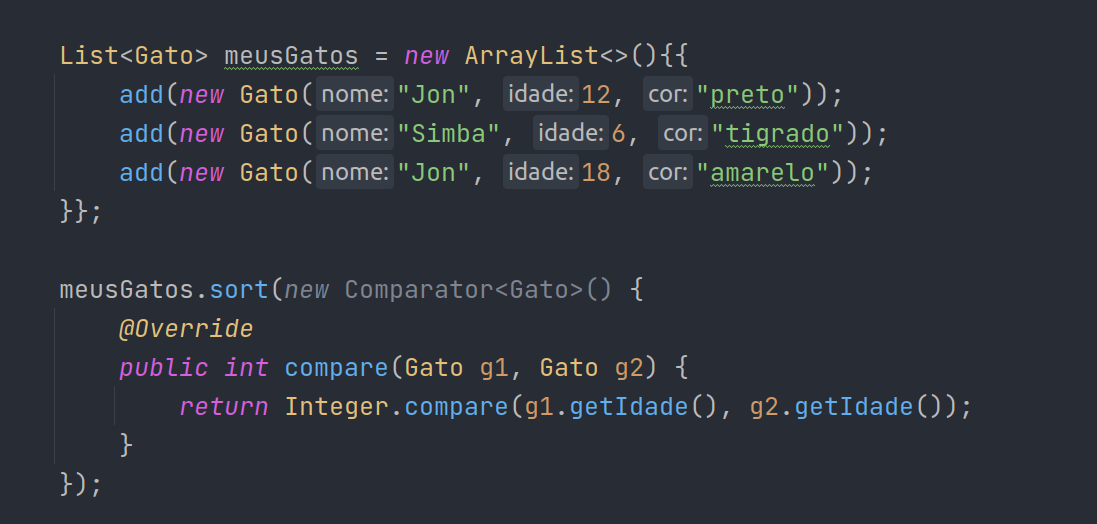 List<Gato> meusGatos = new ArrayList<>(){{
add(new Gato(nome:"Jon", idade:12, cor:"preto"));
add(new Gato(nome:"Simba", idade:6, cor:"tigrado"));
add(new Gato(nome:"Jon", idade:18, cor:"amarelo"));
}};
meusGatos.sort(new Comparator<Gato>() {
@Override
public int compare(Gato g1, Gato g2) {
return Integer.compare(g1.getIdade(), g2.getIdade());
}
});